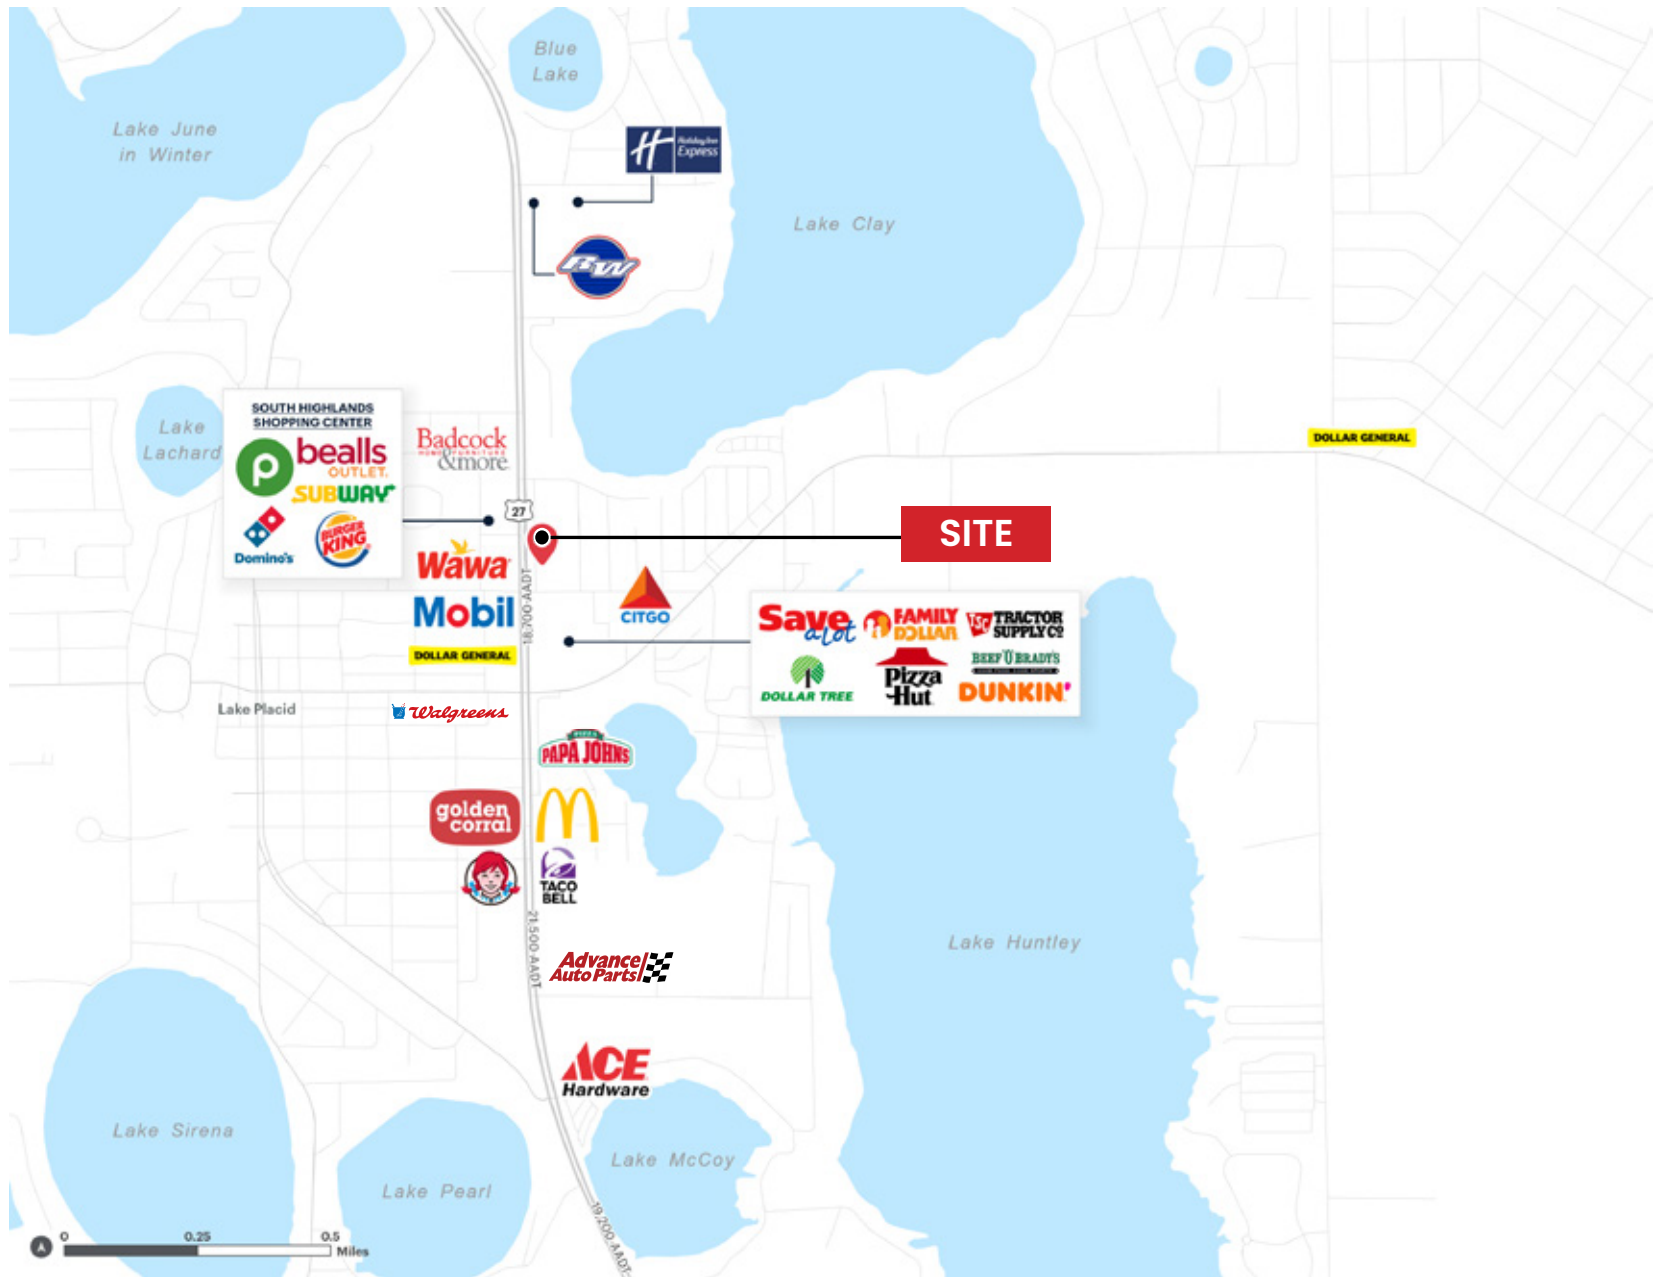 Blue
Lake
Lake June
in Winter
Holiday Inn
Express
Lake Clay
RW
Lake
Lachard
SOUTH HIGHLANDS
SHOPPING CENTER
P
bealls
OUTLET.
SUBWAY
Domino's
BURGER
KING
Badcock
HOME FURNITURE
&more
DOLLAR GENERAL
27
SITE
Wawa
Mobil
DOLLAR GENERAL
18,700 AADT
CITGO
Save
a lot
FAMILY
DOLLAR
TSC TRACTOR
SUPPLY CO
DOLLAR TREE
Pizza
Hut
BEEF 'O' BRADY'S
DUNKIN'
Lake Placid
Walgreens
PIZZA
PAPA JOHNS
golden
corral
TACO
BELL
21,500 AADT
Advance
Auto Parts
Lake Huntley
ACE
Hardware
Lake Sirena
Lake Pearl
Lake McCoy
19,200 AADT
0 0.25 0.5
Miles